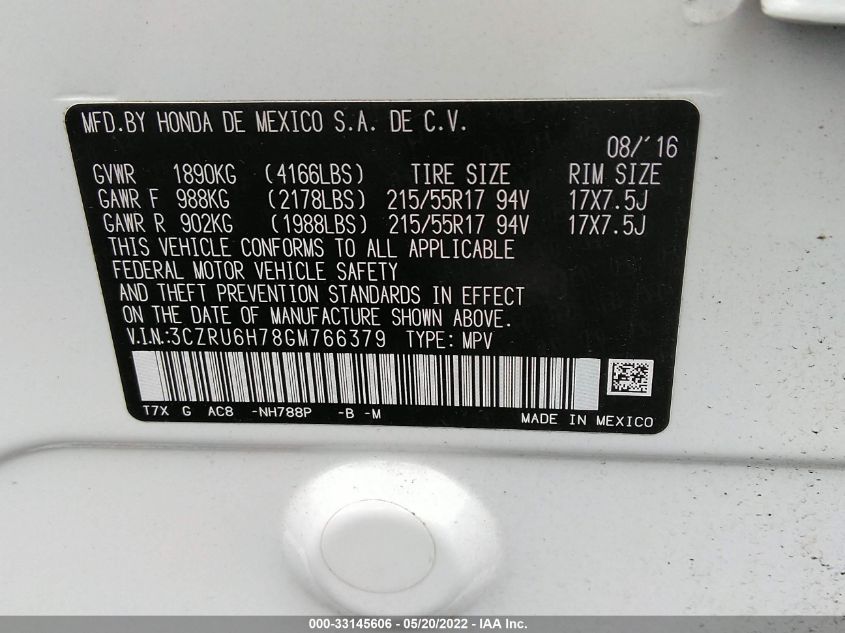 MFD.BY HONDA DE MEXICO S.A. DE C.V.
08/'16
GVWR 1890KG (4166LBS) TIRE SIZE RIM SIZE
GAWR F 988KG (2178LBS) 215/55R17 94V 17X7.5J
GAWR R 902KG (1988LBS) 215/55R17 94V 17X7.5J
THIS VEHICLE CONFORMS TO ALL APPLICABLE
FEDERAL MOTOR VEHICLE SAFETY
AND THEFT PREVENTION STANDARDS IN EFFECT
ON THE DATE OF MANUFACTURE SHOWN ABOVE.
V.I.N.:3CZRU6H78GM766379 TYPE: MPV
T7X G AC8 -NH788P -B -M
MADE IN MEXICO
000-33145606 - 05/20/2022 - IAA Inc.